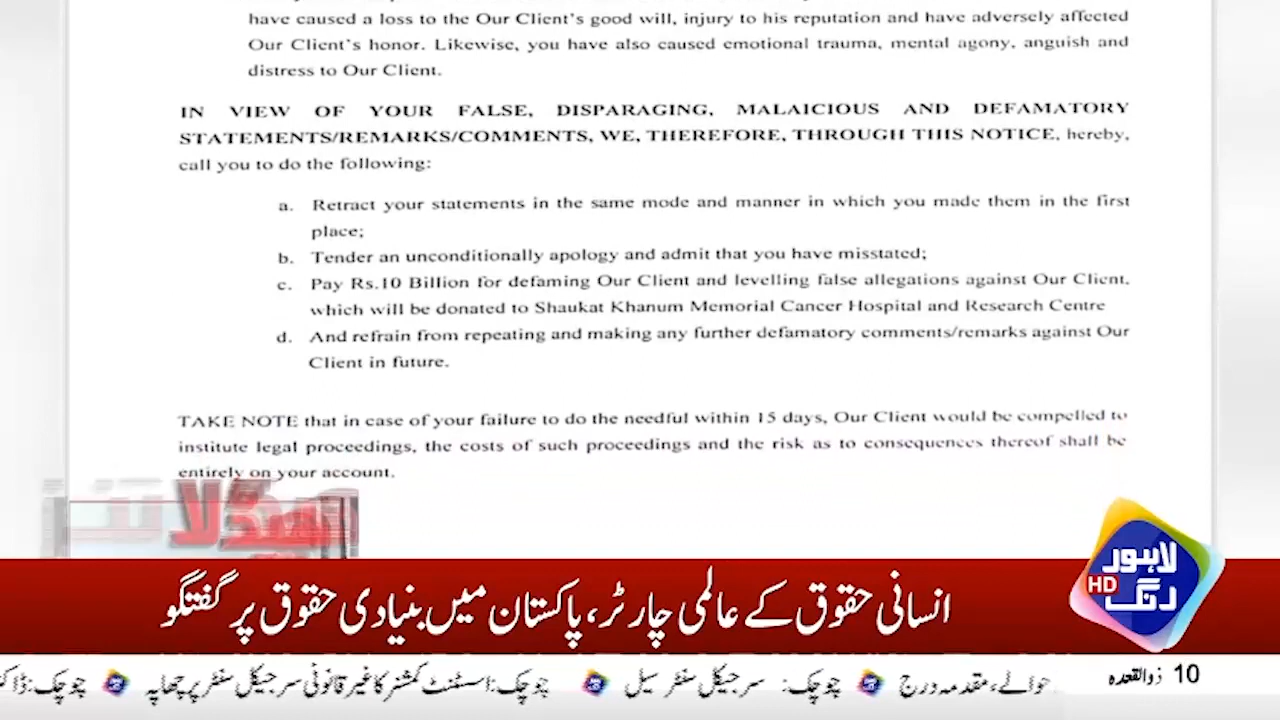 have caused a loss to the Our Client's good will, injury to his reputation and have adversely affected
Our Client's honor. Likewise, you have also caused emotional trauma, mental agony, anguish and
distress to Our Client.
IN VIEW OF YOUR FALSE, DISPARAGING, MALAICIOUS AND DEFAMATORY
STATEMENTS/REMARKS/COMMENTS, WE, THEREFORE, THROUGH THIS NOTICE, hereby,
call you to do the following:
a. Retract your statements in the same mode and manner in which you made them in the first
place;
b. Tender an unconditionally apology and admit that you have misstated;
c. Pay Rs.10 Billion for defaming Our Client and levelling false allegations against Our Client,
which will be donated to Shaukat Khanum Memorial Cancer Hospital and Research Centre
d. And refrain from repeating and making any further defamatory comments/remarks against Our
Client in future.
TAKE NOTE that in case of your failure to do the needful within 15 days, Our Client would be compelled to
institute legal proceedings, the costs of such proceedings and the risk as to consequences thereof shall be
entirely on your account.
ہیڈلائنز
لاہور
HD رنگ
انسانی حقوق کے عالمی چارٹر، پاکستان میں بنیادی حقوق پر گفتگو
10 ذوالقعدہ
حوالے، مقدمہ درج چوچک: سرجیکل سنٹر سیل چوچک: اسسٹنٹ کمشنر کا غیر قانونی سرجیکل سنٹر پر چھاپہ چوچک: